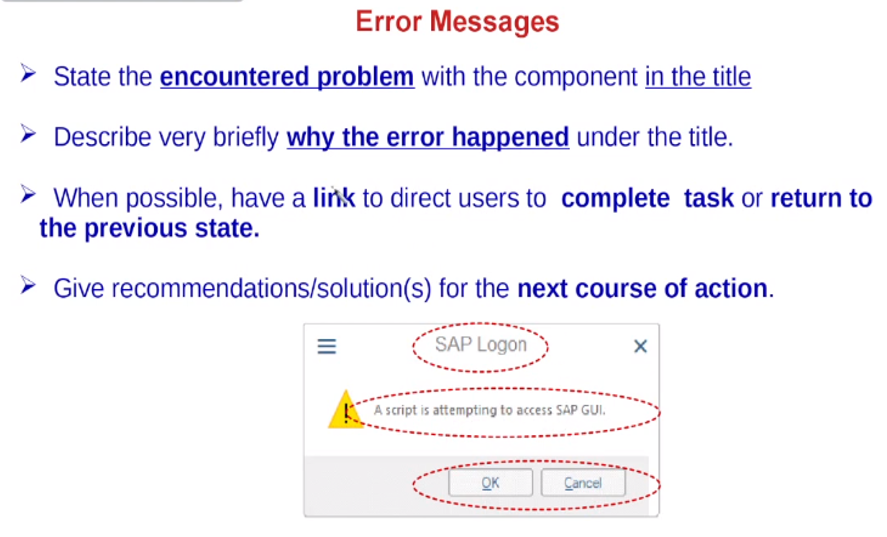 Error Messages
State the encountered problem with the component in the title
Describe very briefly why the error happened under the title.
When possible, have a link to direct users to complete task or return to
the previous state.
Give recommendations/solution(s) for the next course of action.
SAP Logon
A script is attempting to access SAP GUI.
OK Cancel